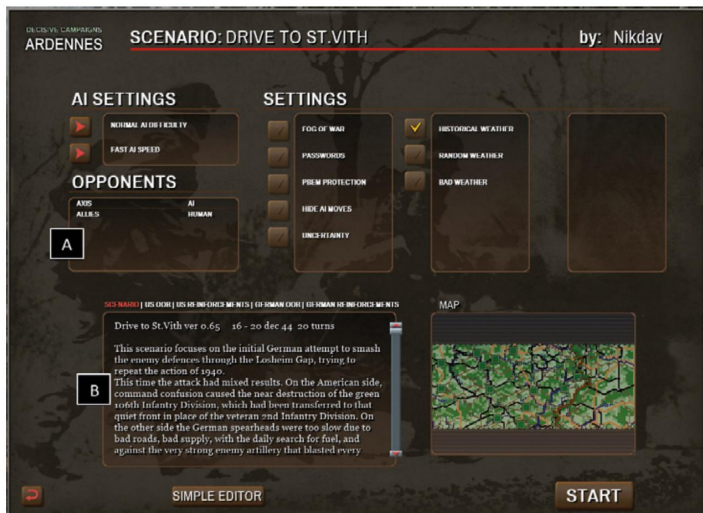 DECISIVE CAMPAIGNS
ARDENNES
SCENARIO: DRIVE TO ST.VITH
by: Nikdav
AI SETTINGS
NORMAL AI DIFFICULTY
FAST AI SPEED
OPPONENTS
AXIS AI
ALLIES HUMAN
A
SETTINGS
FOG OF WAR
PASSWORDS
PBEM PROTECTION
HIDE AI MOVES
UNCERTAINTY
HISTORICAL WEATHER
RANDOM WEATHER
BAD WEATHER
SCENARIO | US OOB | US REINFORCEMENTS | GERMAN OOB | GERMAN REINFORCEMENTS
Drive to St.Vith ver 0.65 16 - 20 dec 44 20 turns
This scenario focuses on the initial German attempt to smash
the enemy defences through the Losheim Gap, trying to
repeat the action of 1940.
This time the attack had mixed results. On the American side,
command confusion caused the near destruction of the green
106th Infantry Division, which had been transferred to that
quiet front in place of the veteran 2nd Infantry Division. On
the other side the German spearheads were too slow due to
bad roads, bad supply, with the daily search for fuel, and
against the very strong enemy artillery that blasted every
B
MAP
SIMPLE EDITOR
START